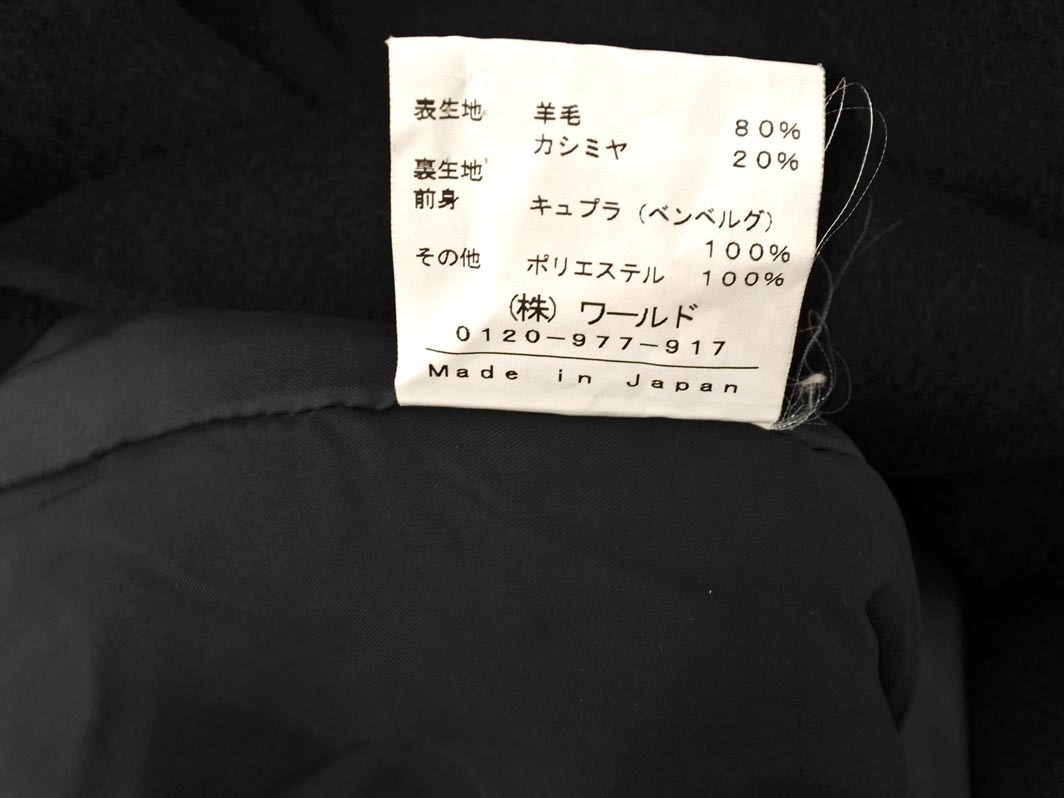 表生地 羊毛 80%
カシミヤ 20%
裏生地
前身 キュプラ（ベンベルグ）
100%
その他 ポリエステル 100%
（株）ワールド
0120−977−917
Made in Japan